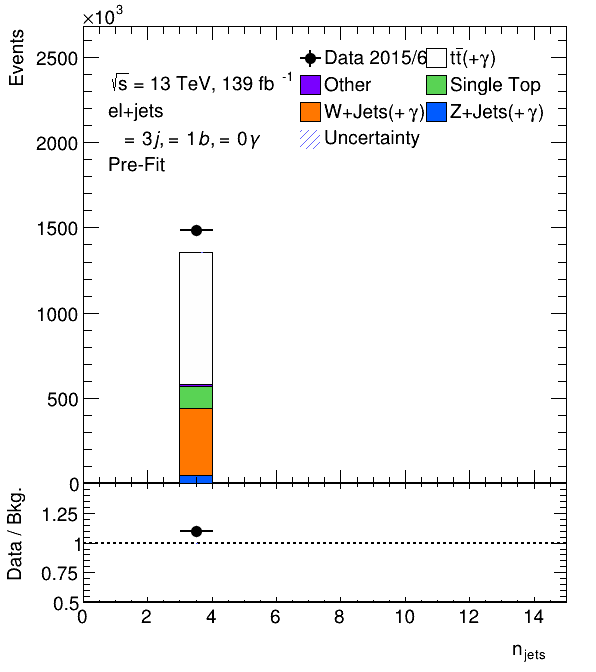 ×10³
Events
2500
2000
1500
1000
500
0
√s = 13 TeV, 139 fb⁻¹
el+jets
= 3j, = 1b, = 0γ
Pre-Fit
Data 2015/6
tt̄(+γ)
Other
Single Top
W+Jets(+γ)
Z+Jets(+γ)
Uncertainty
Data / Bkg.
1.25
1
0.75
0.5
0 2 4 6 8 10 12 14
n_jets